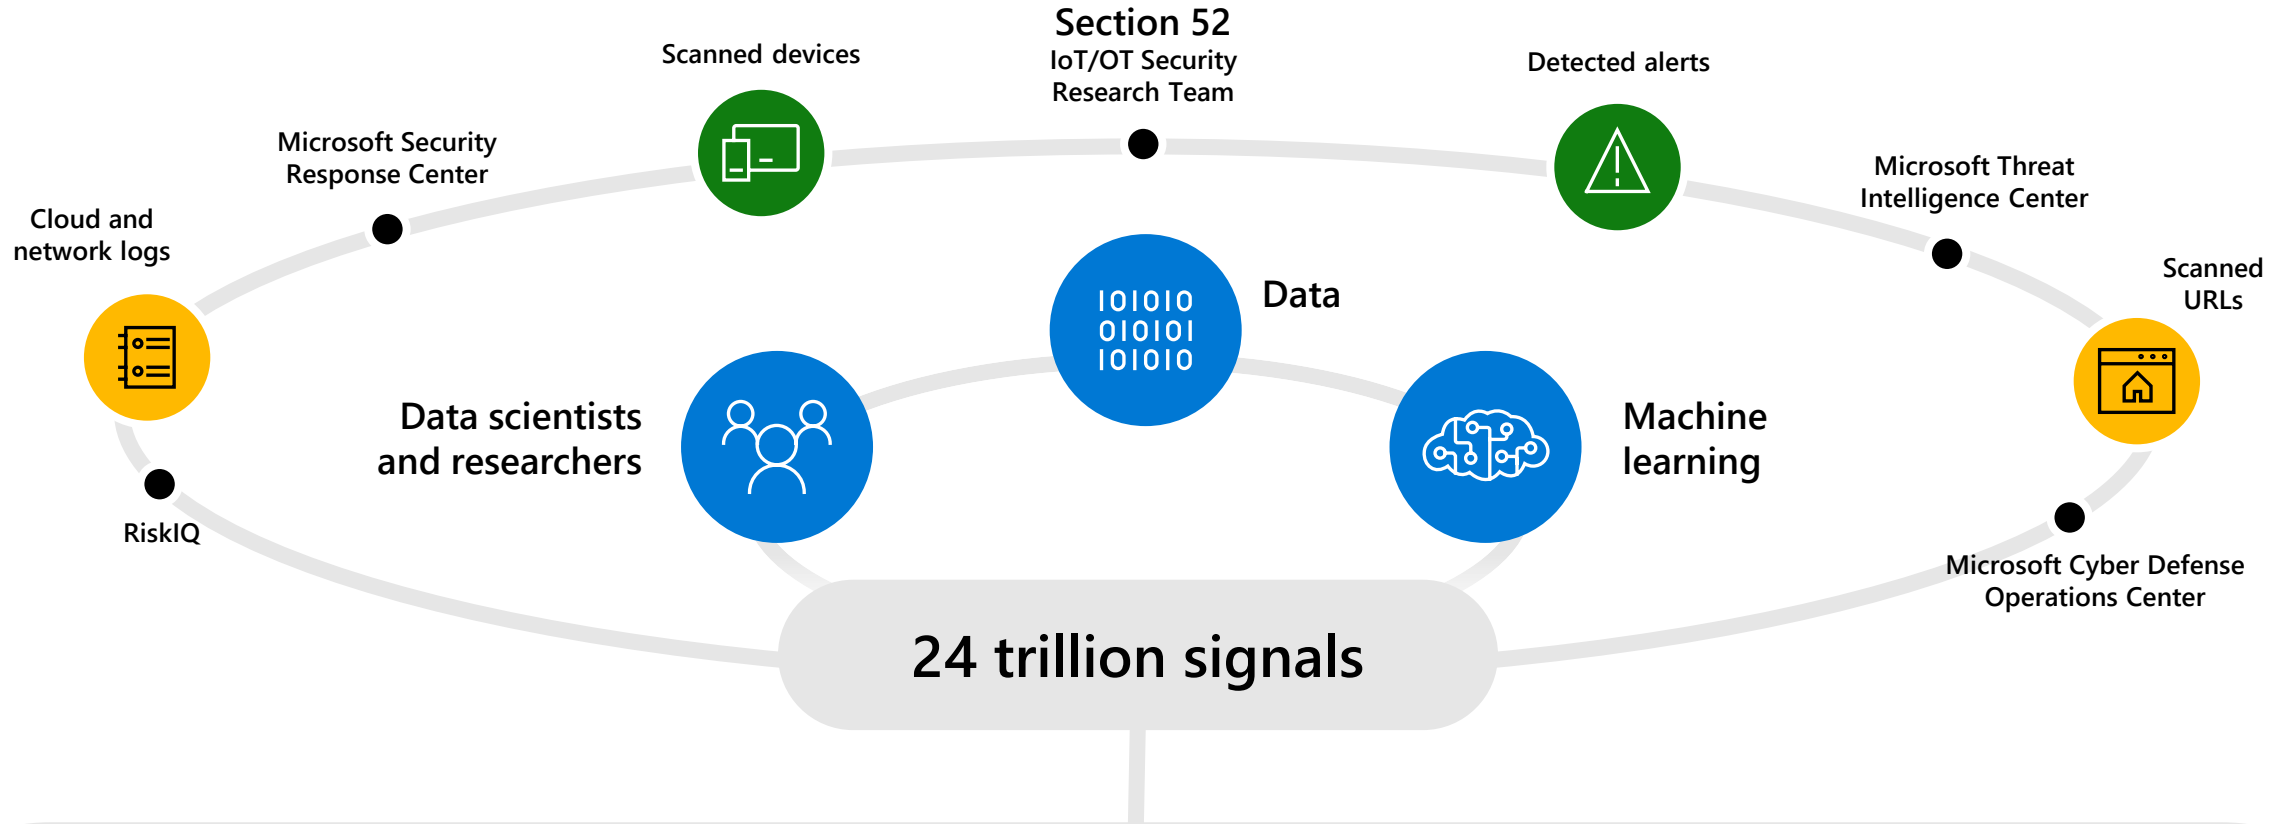 Section 52
IoT/OT Security
Research Team
Scanned devices
Detected alerts
Microsoft Security
Response Center
Microsoft Threat
Intelligence Center
Cloud and
network logs
Scanned
URLs
Data
101010
010101
101010
Data scientists
and researchers
Machine
learning
RiskIQ
Microsoft Cyber Defense
Operations Center
24 trillion signals